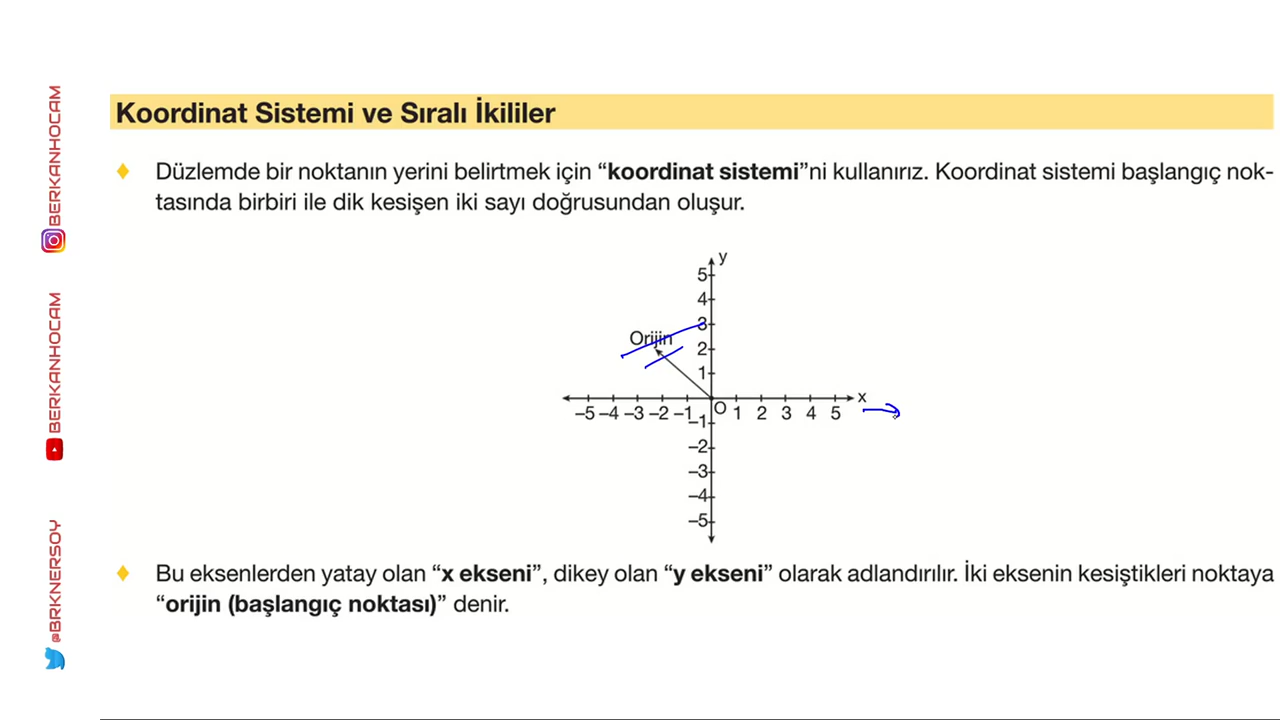 Koordinat Sistemi ve Sıralı İkililer
Düzlemde bir noktanın yerini belirtmek için “koordinat sistemi”ni kullanırız. Koordinat sistemi başlangıç nok-
tasında birbiri ile dik kesişen iki sayı doğrusundan oluşur.
y
5
4
3
Orijin
2
1
x
–5 –4 –3 –2 –1 O 1 2 3 4 5
–1
–2
–3
–4
–5
Bu eksenlerden yatay olan “x ekseni”, dikey olan “y ekseni” olarak adlandırılır. İki eksenin kesiştikleri noktaya
“orijin (başlangıç noktası)” denir.
BERKANHOCAM
BERKANHOCAM
@BRKNERSOY